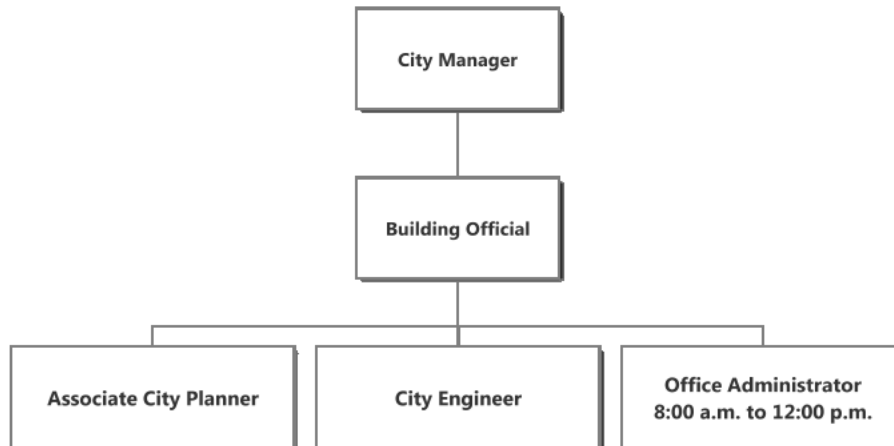 City Manager
Building Official
Associate City Planner
City Engineer
Office Administrator
8:00 a.m. to 12:00 p.m.